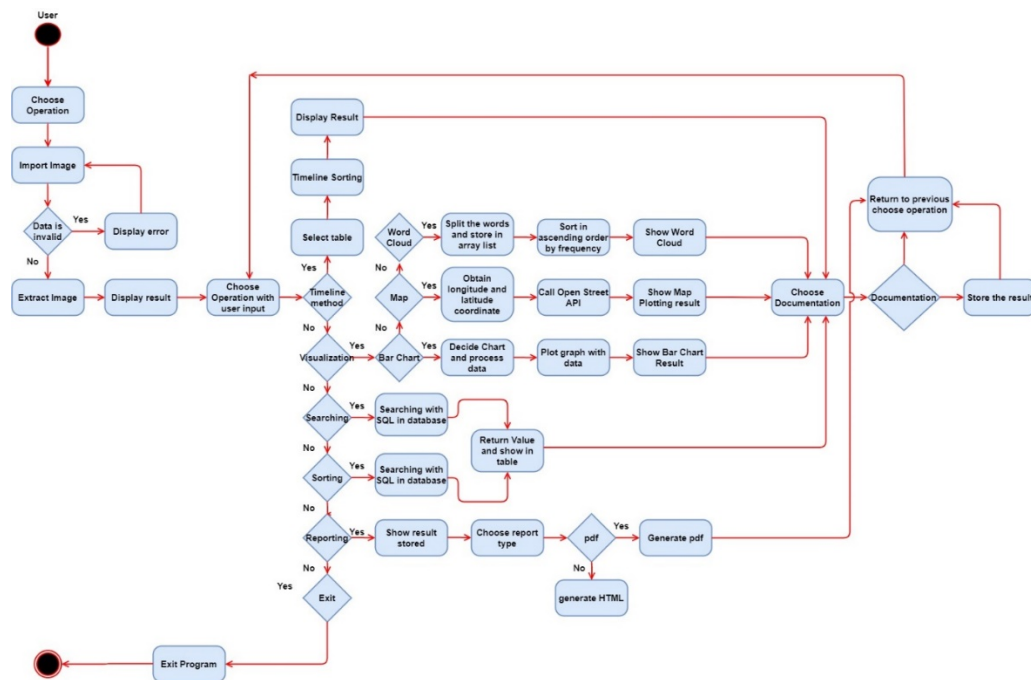 User
Choose
Operation
Import Image
Data is
invalid
Yes
Display error
No
Extract Image
Display result
Choose
Operation with
user input
Display Result
Timeline Sorting
Select table
Yes
Timeline
method
No
Visualization
Yes
Bar Chart
Yes
Decide Chart
and process
data
Plot graph with
data
Show Bar Chart
Result
No
Map
Yes
Obtain
longitude and
latitude
coordinate
Call Open Street
API
Show Map
Plotting result
No
Word
Cloud
Yes
Split the words
and store in
array list
Sort in
ascending order
by frequency
Show Word
Cloud
Choose
Documentation
Documentation
Store the result
Return to previous
choose operation
No
Searching
Yes
Searching with
SQL in database
Return Value
and show in
table
No
Sorting
Yes
Searching with
SQL in database
No
Reporting
Yes
Show result
stored
Choose report
type
pdf
Yes
Generate pdf
No
generate HTML
No
Yes
Exit
Exit Program